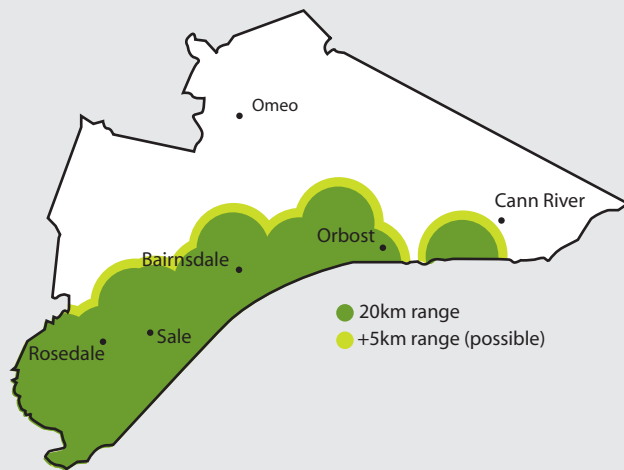 Omeo
Cann River
Orbost
Bairnsdale
20km range
+5km range (possible)
Sale
Rosedale